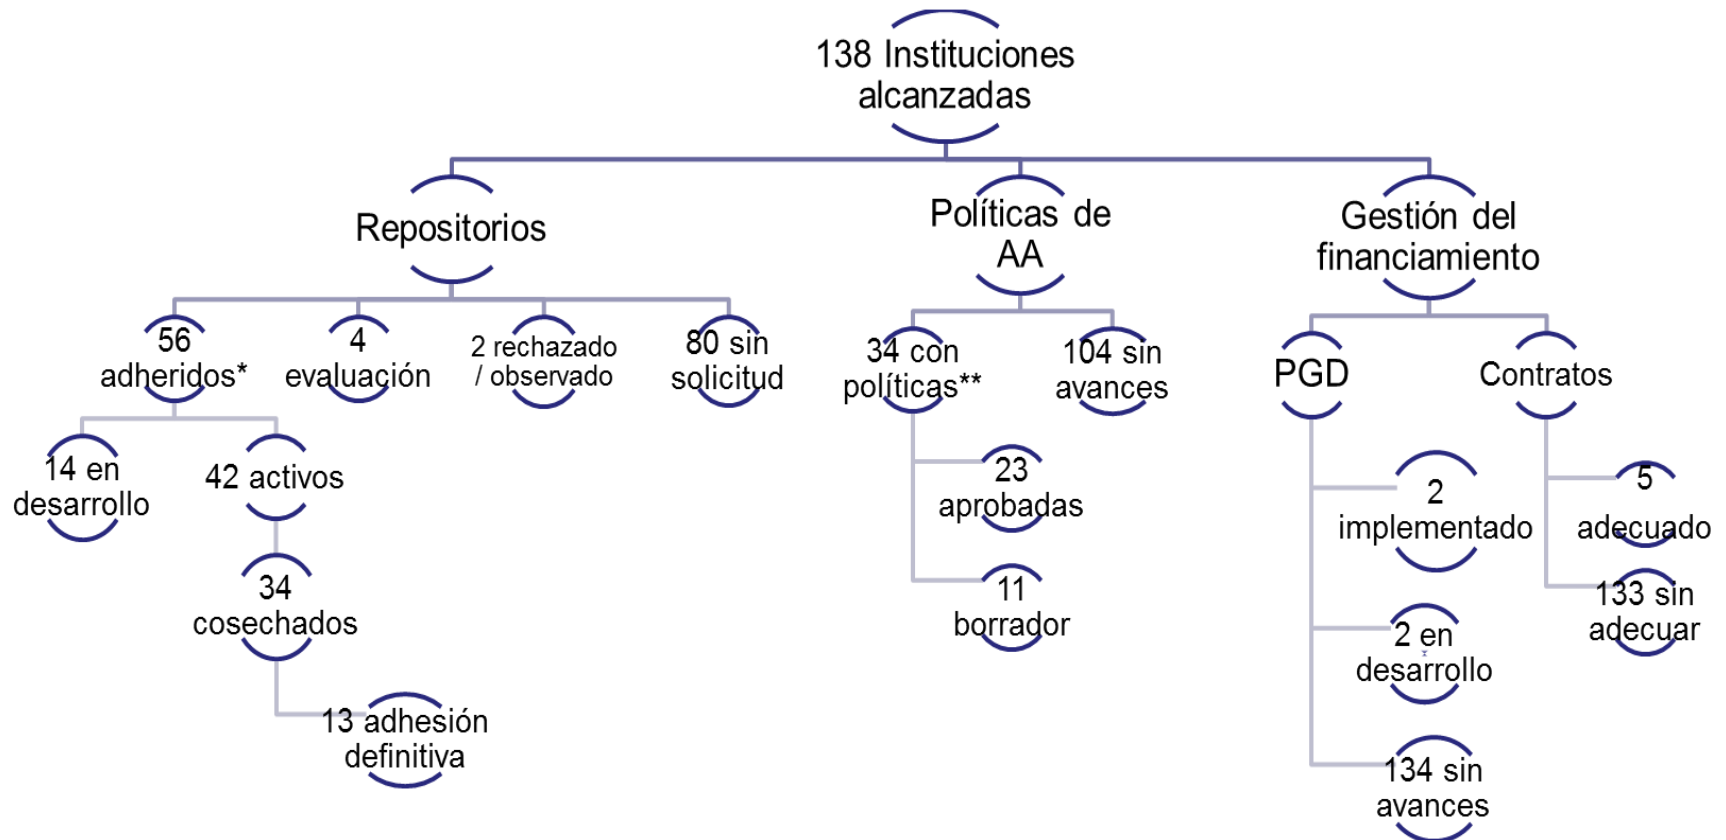 138 Instituciones
alcanzadas
Repositorios
Políticas de
AA
Gestión del
financiamiento
56
adheridos*
4
evaluación
2 rechazado
/ observado
80 sin
solicitud
34 con
políticas**
104 sin
avances
PGD
Contratos
14 en
desarrollo
42 activos
34
cosechados
13 adhesión
definitiva
23
aprobadas
11
borrador
2
implementado
2 en
desarrollo
134 sin
avances
5
adecuado
133 sin
adecuar